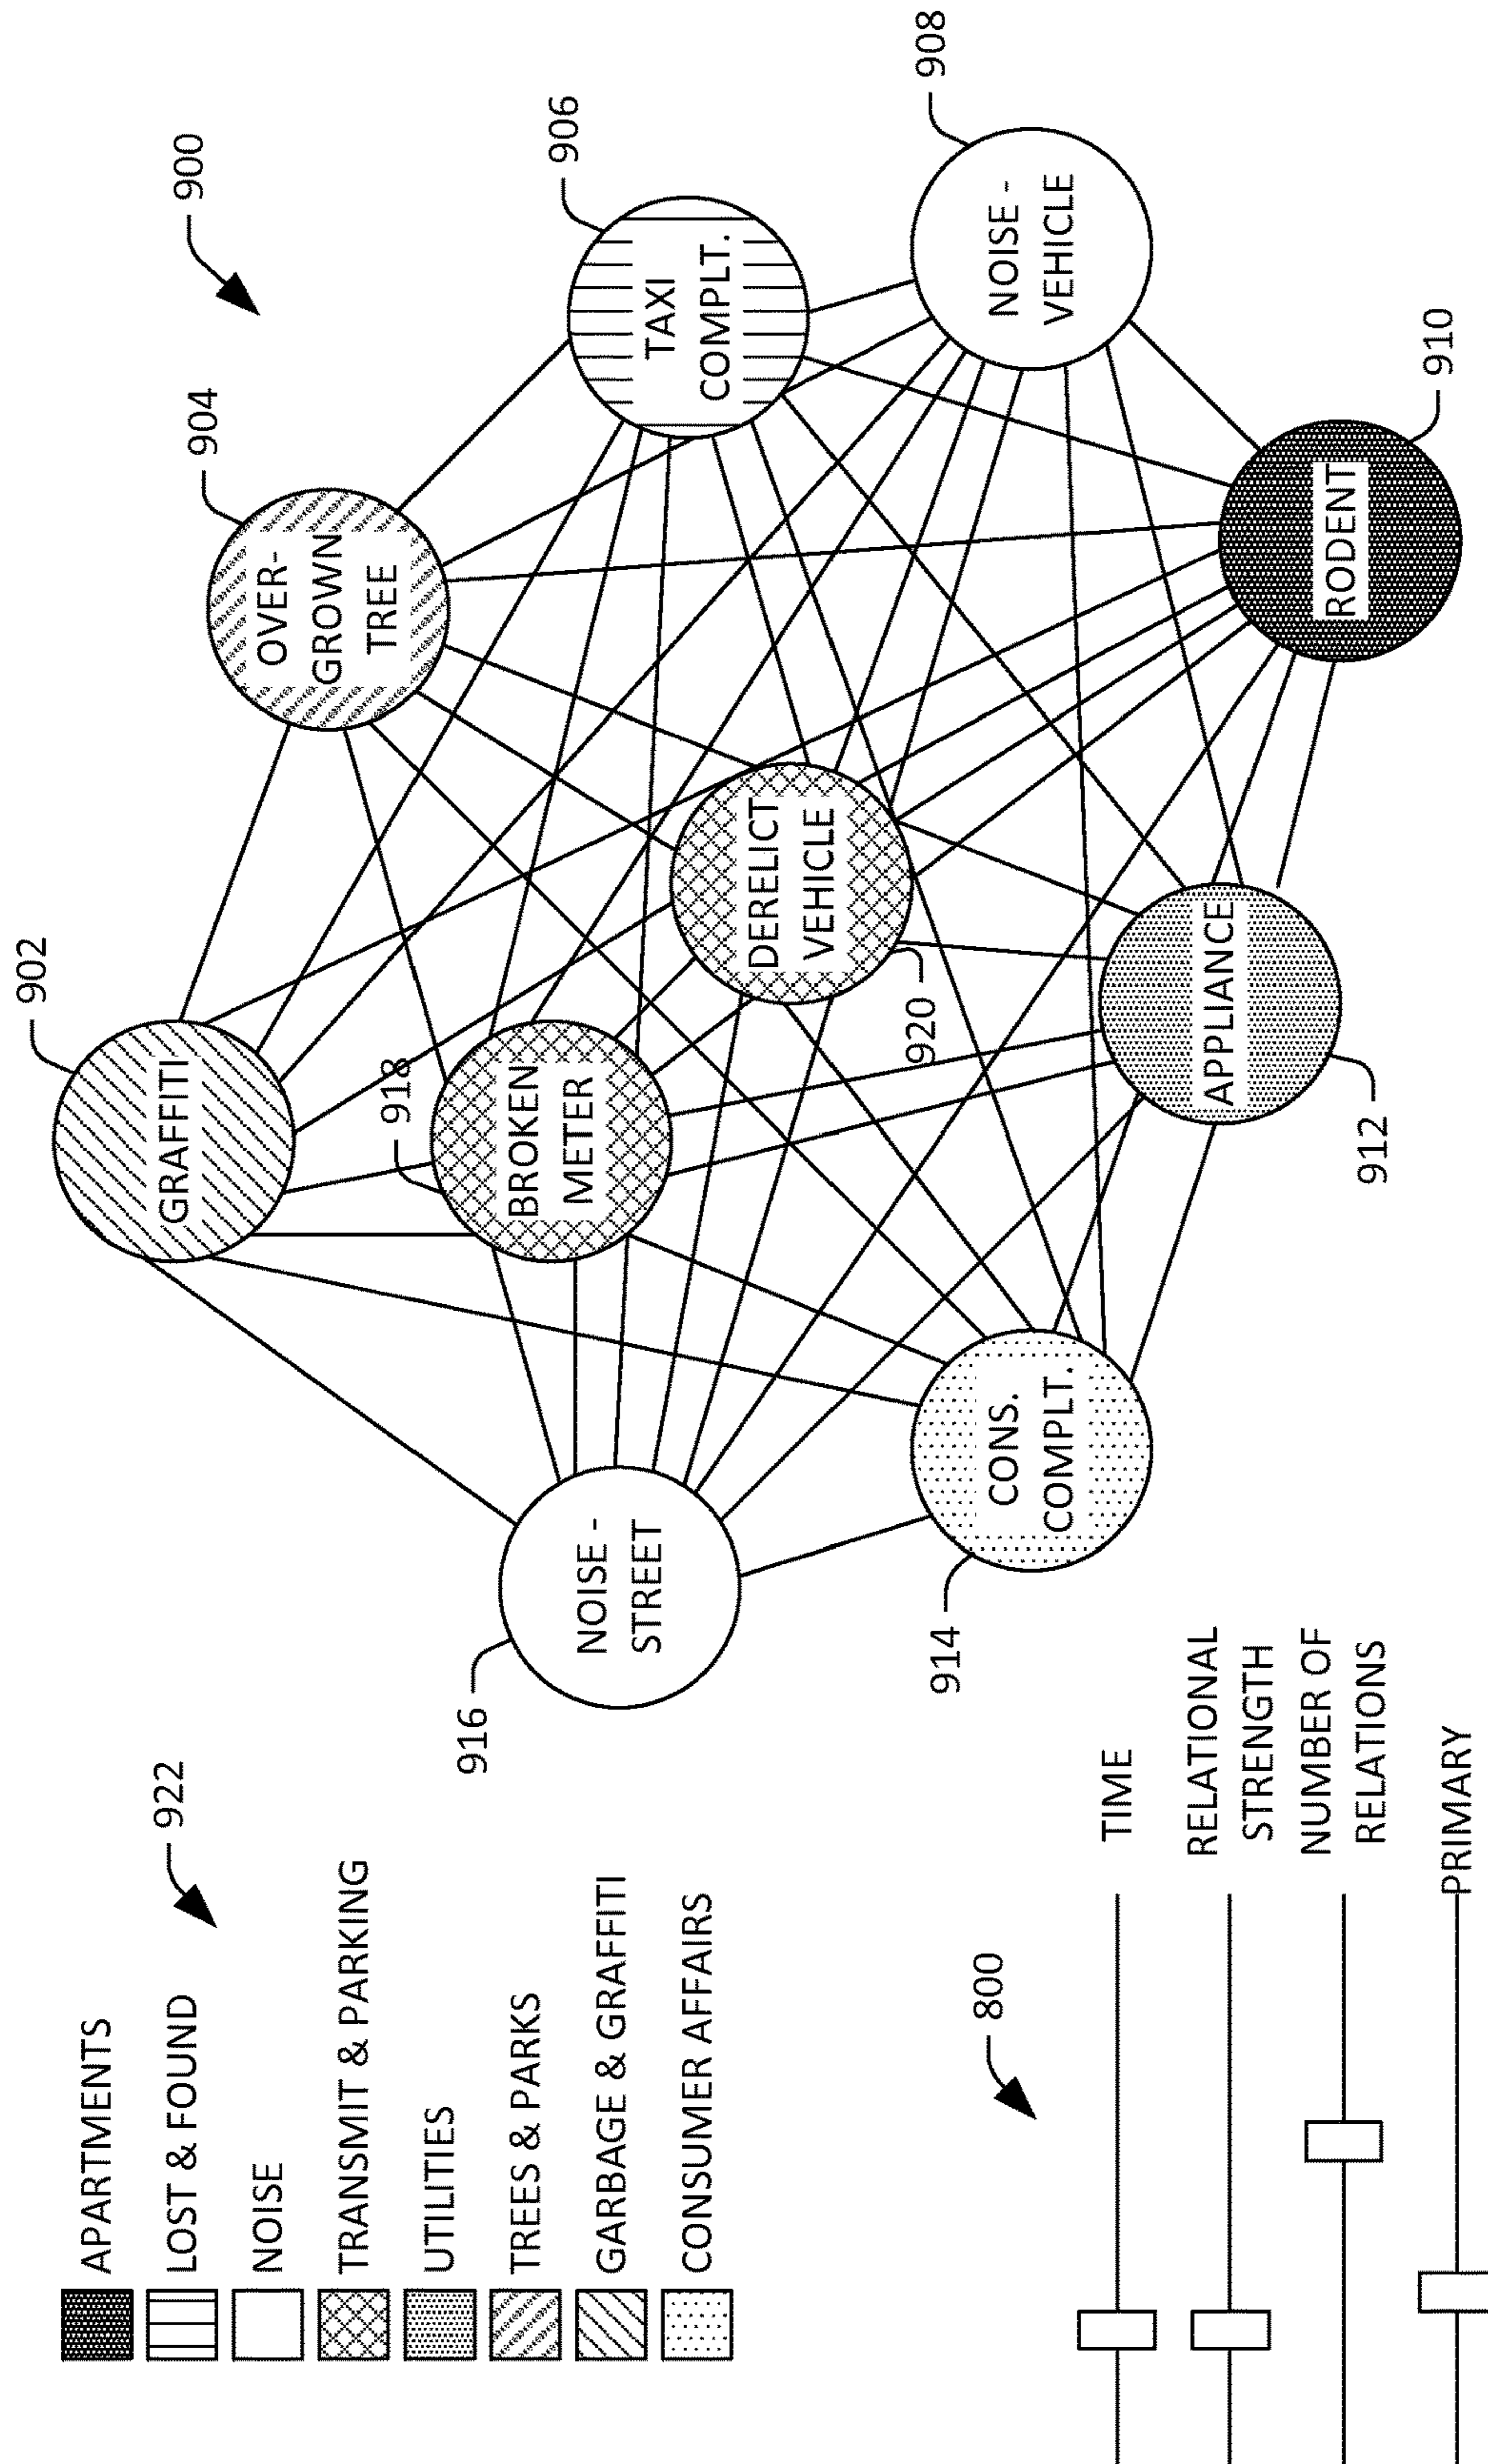 APARTMENTS
LOST & FOUND
NOISE
TRANSMIT & PARKING
UTILITIES
TREES & PARKS
GARBAGE & GRAFFITI
CONSUMER AFFAIRS
922
800
TIME
RELATIONAL
STRENGTH
NUMBER OF
RELATIONS
PRIMARY
900
902
GRAFFITI
904
OVER-
GROWN
TREE
906
TAXI
COMPLT.
908
NOISE -
VEHICLE
910
RODENT
912
APPLIANCE
914
CONS.
COMPLT.
916
NOISE -
STREET
918
BROKEN
METER
920
DERELICT
VEHICLE